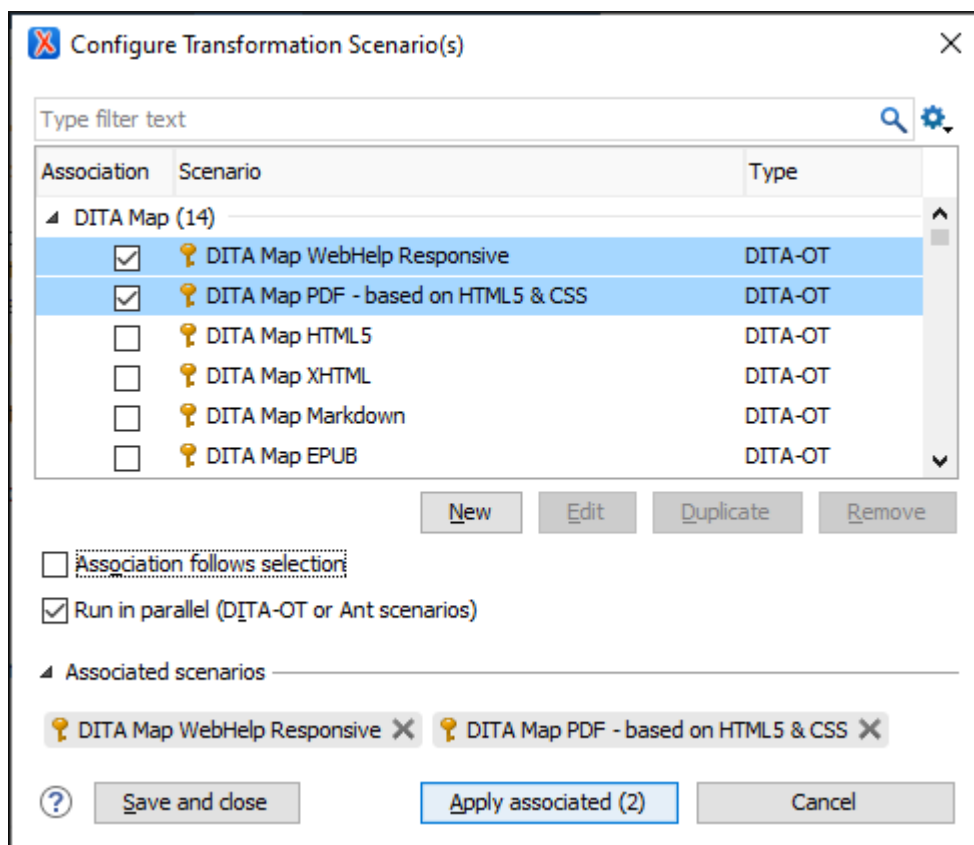 Configure Transformation Scenario(s)
Type filter text
Association Scenario Type
DITA Map (14)
DITA Map WebHelp Responsive DITA-OT
DITA Map PDF - based on HTML5 & CSS DITA-OT
DITA Map HTML5 DITA-OT
DITA Map XHTML DITA-OT
DITA Map Markdown DITA-OT
DITA Map EPUB DITA-OT
New Edit Duplicate Remove
Association follows selection
Run in parallel (DITA-OT or Ant scenarios)
Associated scenarios
DITA Map WebHelp Responsive DITA Map PDF - based on HTML5 & CSS
? Save and close Apply associated (2) Cancel